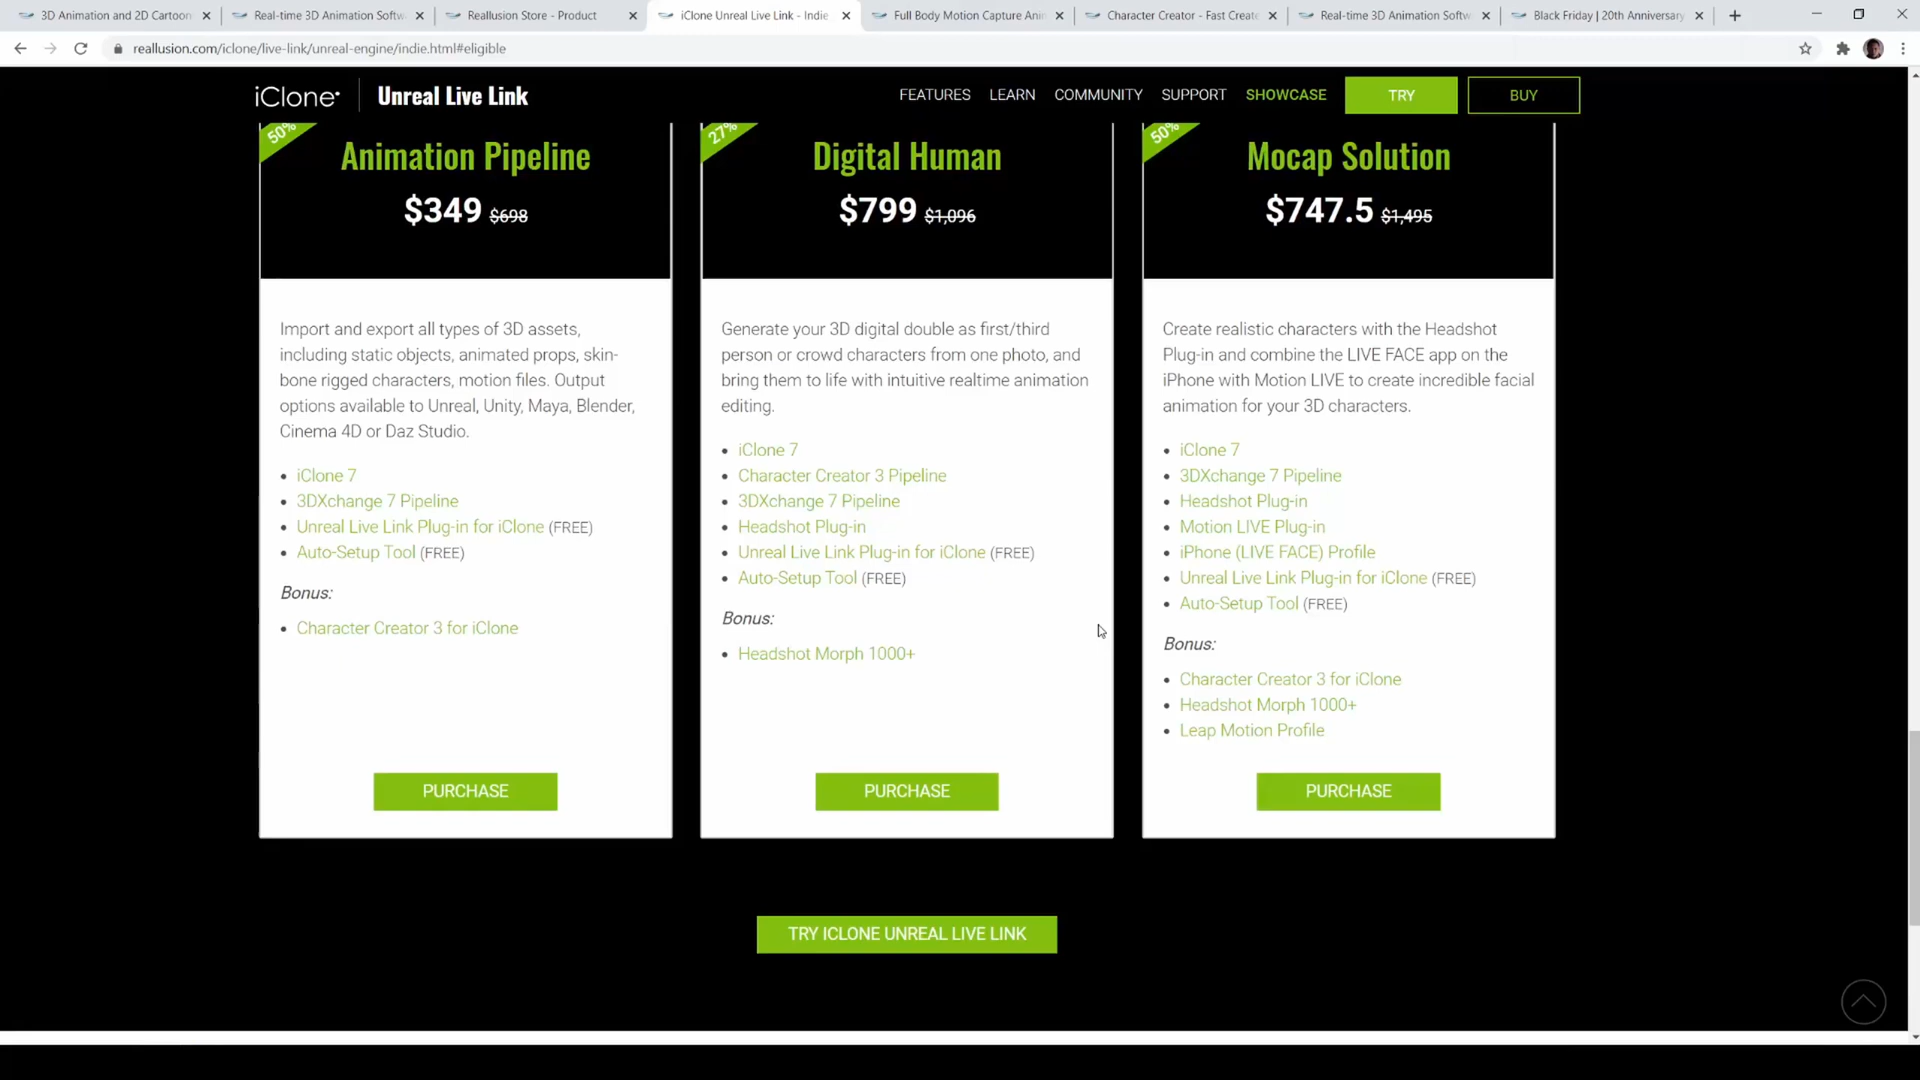 3D Animation and 2D Cartoon
Real-time 3D Animation Softw
Reallusion Store - Product
iClone Unreal Live Link - Indie
Full Body Motion Capture Ani
Character Creator - Fast Create
Real-time 3D Animation Softw
Black Friday | 20th Anniversary
reallusion.com/iclone/live-link/unreal-engine/indie.html#eligible
iClone
Unreal Live Link
FEATURES
LEARN
COMMUNITY
SUPPORT
SHOWCASE
TRY
BUY
50%
Animation Pipeline
$349 $698
Import and export all types of 3D assets,
including static objects, animated props, skin-
bone rigged characters, motion files. Output
options available to Unreal, Unity, Maya, Blender,
Cinema 4D or Daz Studio.
• iClone 7
• 3DXchange 7 Pipeline
• Unreal Live Link Plug-in for iClone (FREE)
• Auto-Setup Tool (FREE)
Bonus:
• Character Creator 3 for iClone
PURCHASE
27%
Digital Human
$799 $1,096
Generate your 3D digital double as first/third
person or crowd characters from one photo, and
bring them to life with intuitive realtime animation
editing.
• iClone 7
• Character Creator 3 Pipeline
• 3DXchange 7 Pipeline
• Headshot Plug-in
• Unreal Live Link Plug-in for iClone (FREE)
• Auto-Setup Tool (FREE)
Bonus:
• Headshot Morph 1000+
PURCHASE
50%
Mocap Solution
$747.5 $1,495
Create realistic characters with the Headshot
Plug-in and combine the LIVE FACE app on the
iPhone with Motion LIVE to create incredible facial
animation for your 3D characters.
• iClone 7
• 3DXchange 7 Pipeline
• Headshot Plug-in
• Motion LIVE Plug-in
• iPhone (LIVE FACE) Profile
• Unreal Live Link Plug-in for iClone (FREE)
• Auto-Setup Tool (FREE)
Bonus:
• Character Creator 3 for iClone
• Headshot Morph 1000+
• Leap Motion Profile
PURCHASE
TRY ICLONE UNREAL LIVE LINK